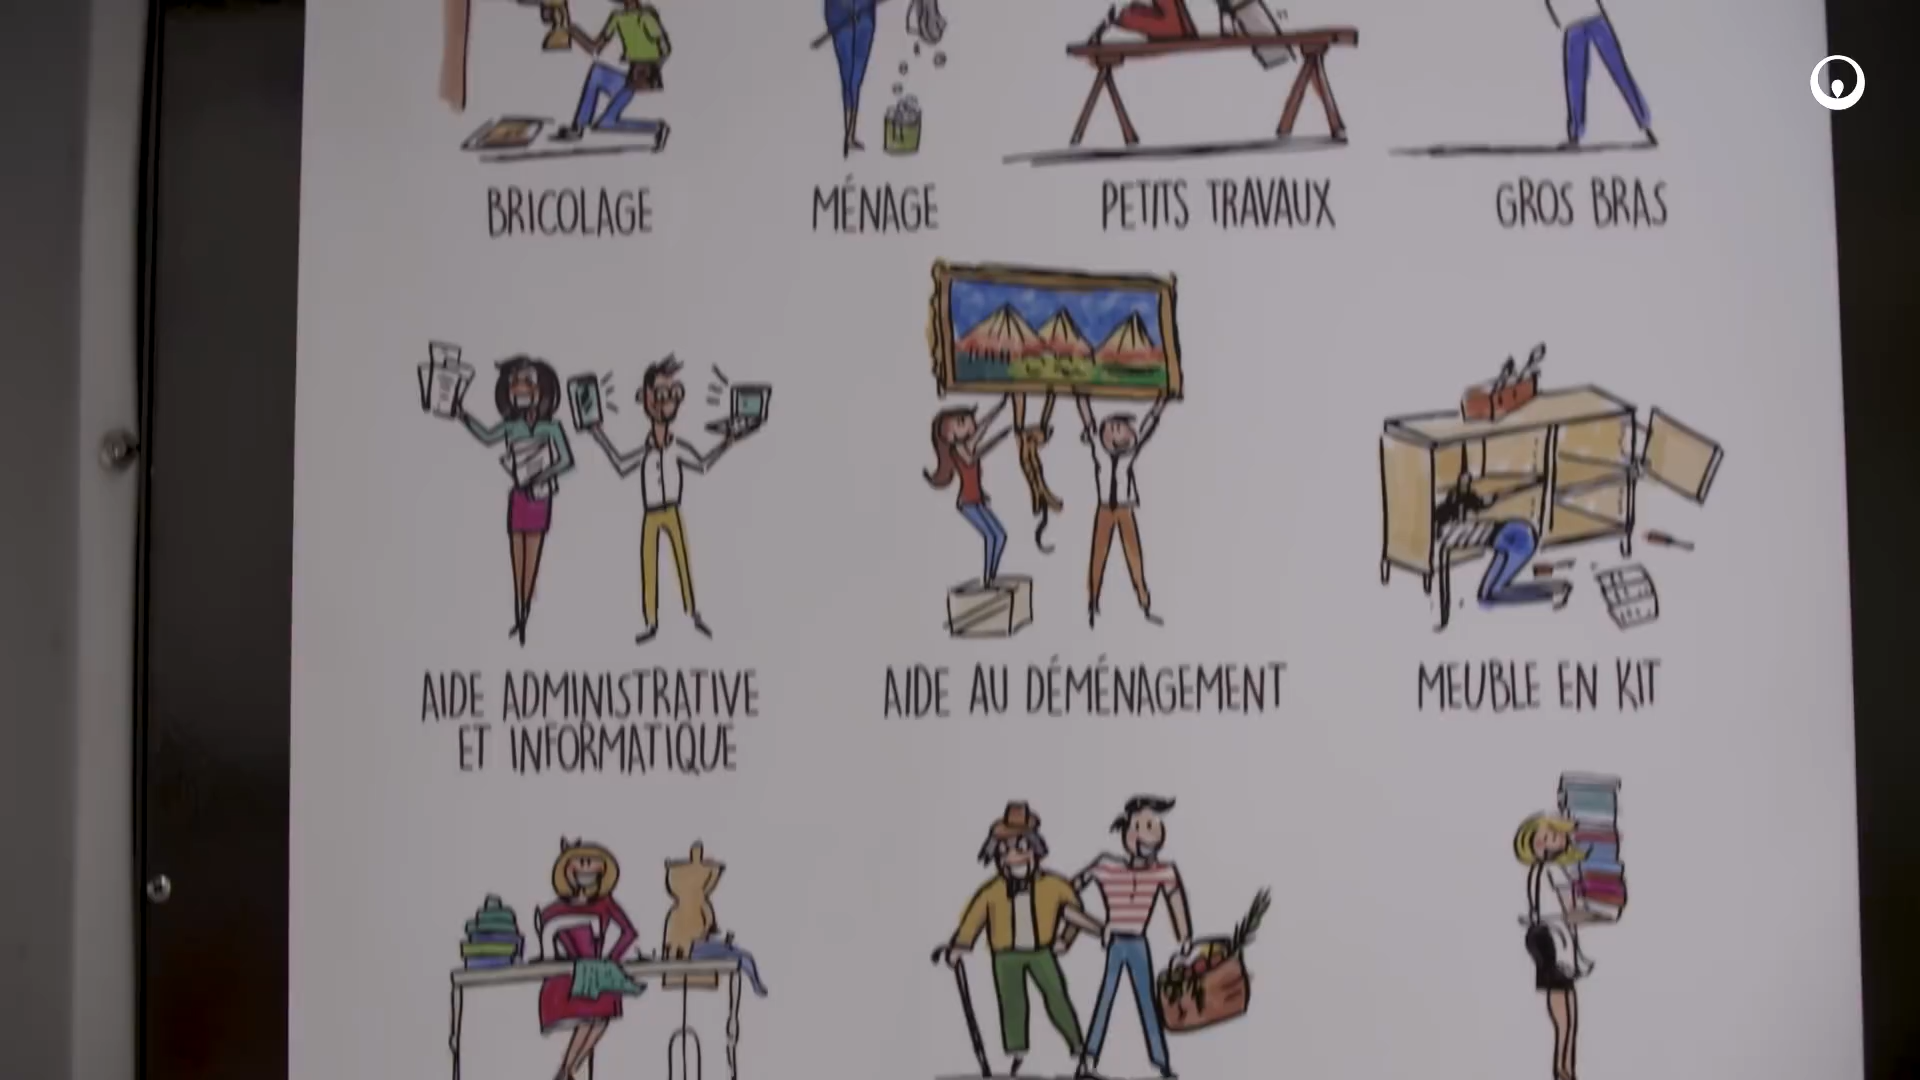 BRICOLAGE
MÉNAGE
PETITS TRAVAUX
GROS BRAS
AIDE ADMINISTRATIVE
ET INFORMATIQUE
AIDE AU DÉMÉNAGEMENT
MEUBLE EN KIT